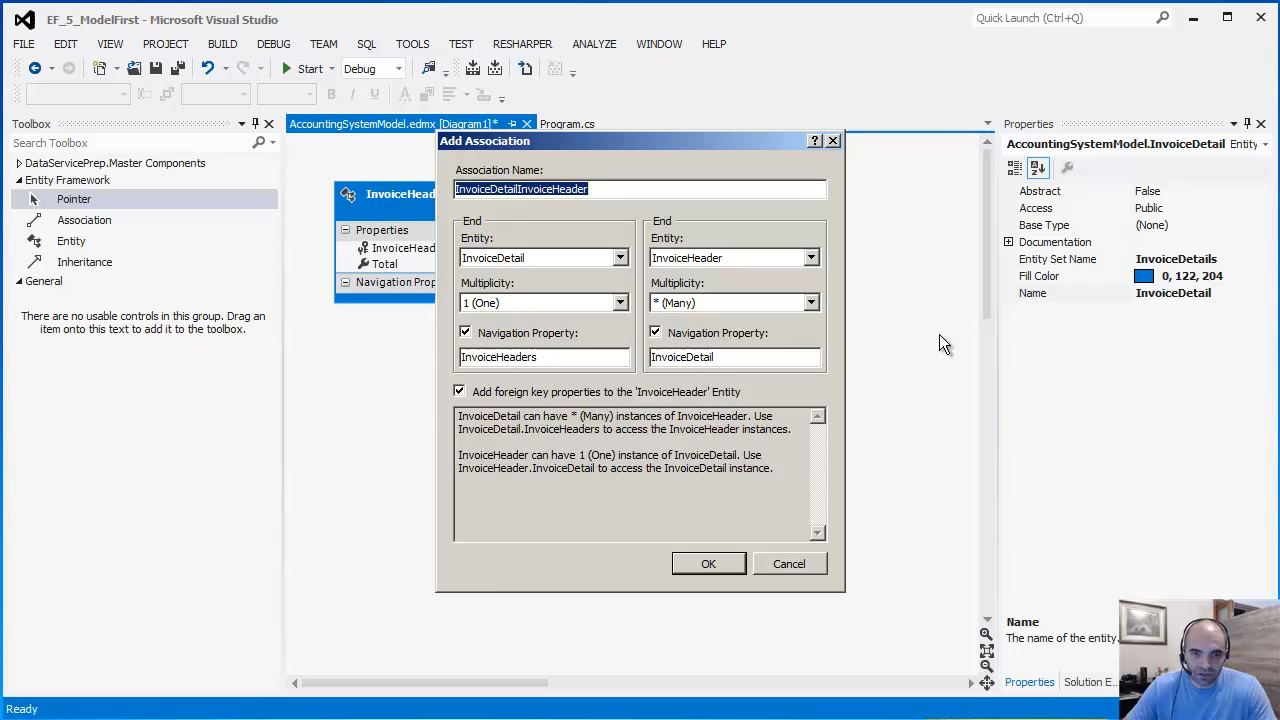 EF_5_ModelFirst - Microsoft Visual Studio
Quick Launch (Ctrl+Q)
FILE EDIT VIEW PROJECT BUILD DEBUG TEAM SQL TOOLS TEST RESHARPER ANALYZE WINDOW HELP
Start Debug
Toolbox
Search Toolbox
DataServicePrep.Master Components
Entity Framework
Pointer
Association
Entity
Inheritance
General
There are no usable controls in this group. Drag an
item onto this text to add it to the toolbox.
AccountingSystemModel.edmx [Diagram1]*
Program.cs
InvoiceHead
Properties
InvoiceHead
Total
Navigation Prop
Add Association
Association Name:
InvoiceDetailInvoiceHeader
End
Entity:
InvoiceDetail
Multiplicity:
1 (One)
Navigation Property:
InvoiceHeaders
End
Entity:
InvoiceHeader
Multiplicity:
* (Many)
Navigation Property:
InvoiceDetail
Add foreign key properties to the 'InvoiceHeader' Entity
InvoiceDetail can have * (Many) instances of InvoiceHeader. Use
InvoiceDetail.InvoiceHeaders to access the InvoiceHeader instances.
InvoiceHeader can have 1 (One) instance of InvoiceDetail. Use
InvoiceHeader.InvoiceDetail to access the InvoiceDetail instance.
OK Cancel
Properties
AccountingSystemModel.InvoiceDetail Entity
Abstract False
Access Public
Base Type (None)
Documentation
Entity Set Name InvoiceDetails
Fill Color 0, 122, 204
Name InvoiceDetail
Name
The name of the entity.
Properties Solution E...
Ready